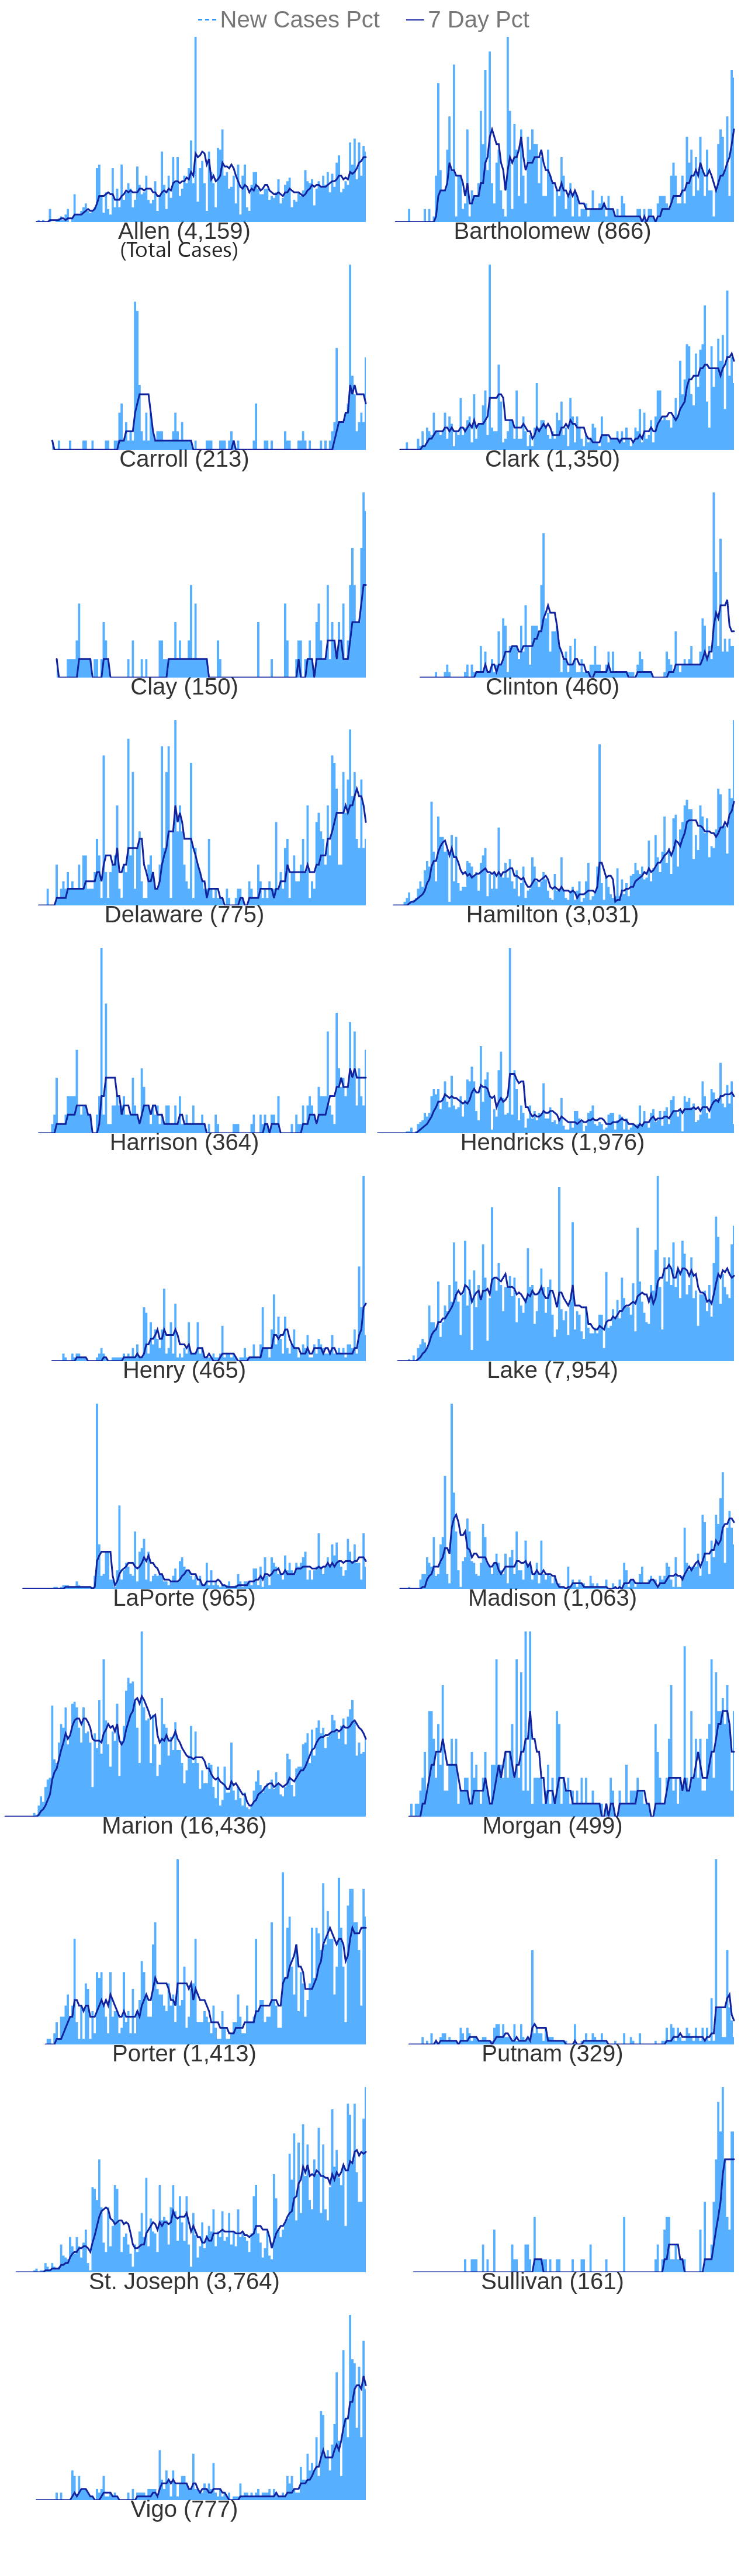 New Cases Pct 7 Day Pct
Allen (4,159) Bartholomew (866)
(Total Cases)
Carroll (213) Clark (1,350)
Clay (150) Clinton (460)
Delaware (775) Hamilton (3,031)
Harrison (364) Hendricks (1,976)
Henry (465) Lake (7,954)
LaPorte (965) Madison (1,063)
Marion (16,436) Morgan (499)
Porter (1,413) Putnam (329)
St. Joseph (3,764) Sullivan (161)
Vigo (777)